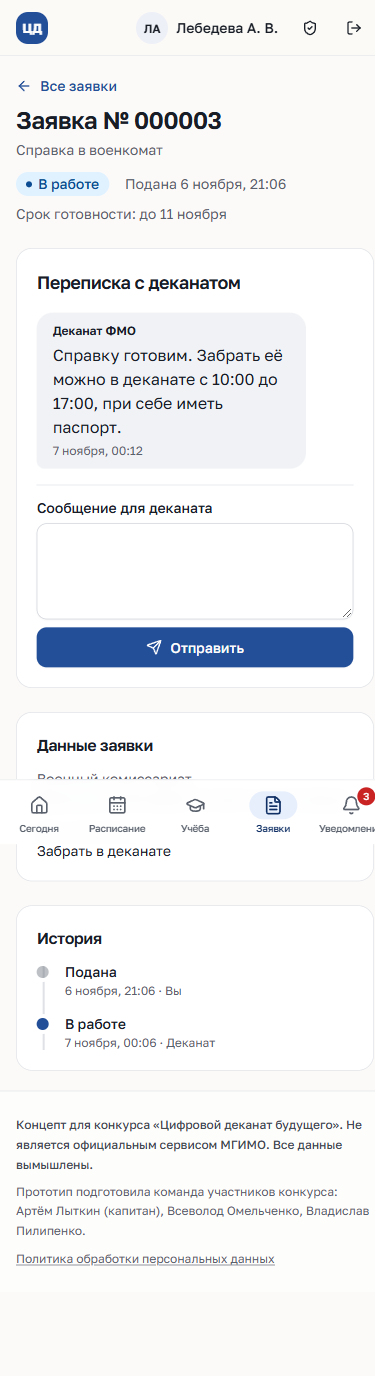 ЦД
ЛА
Лебедева А. В.
Все заявки
Заявка № 000003
Справка в военкомат
В работе
Подана 6 ноября, 21:06
Срок готовности: до 11 ноября
Переписка с деканатом
Деканат ФМО
Справку готовим. Забрать её
можно в деканате с 10:00 до
17:00, при себе иметь
паспорт.
7 ноября, 00:12
Сообщение для деканата
Отправить
Данные заявки
Военный комиссариат
Сегодня
Расписание
Учёба
Заявки
3
Уведомлени
Забрать в деканате
История
Подана
6 ноября, 21:06 · Вы
В работе
7 ноября, 00:06 · Деканат
Концепт для конкурса «Цифровой деканат будущего». Не
является официальным сервисом МГИМО. Все данные
вымышлены.
Прототип подготовила команда участников конкурса:
Артём Лыткин (капитан), Всеволод Омельченко, Владислав
Пилипенко.
Политика обработки персональных данных